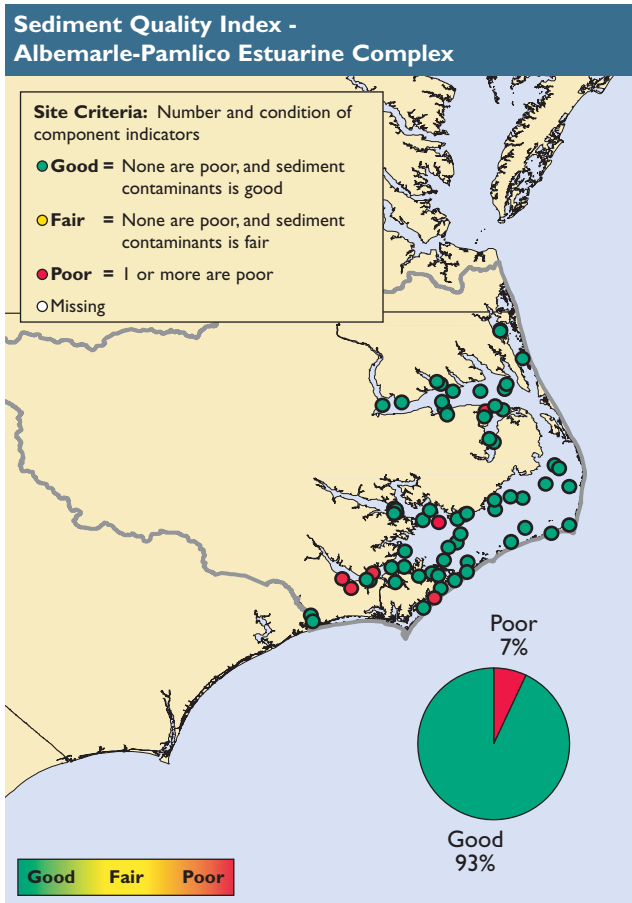 Sediment Quality Index -
Albemarle-Pamlico Estuarine Complex
Site Criteria: Number and condition of
component indicators
Good = None are poor, and sediment
contaminants is good
Fair = None are poor, and sediment
contaminants is fair
Poor = 1 or more are poor
Missing
Poor
7%
Good
93%
Good Fair Poor